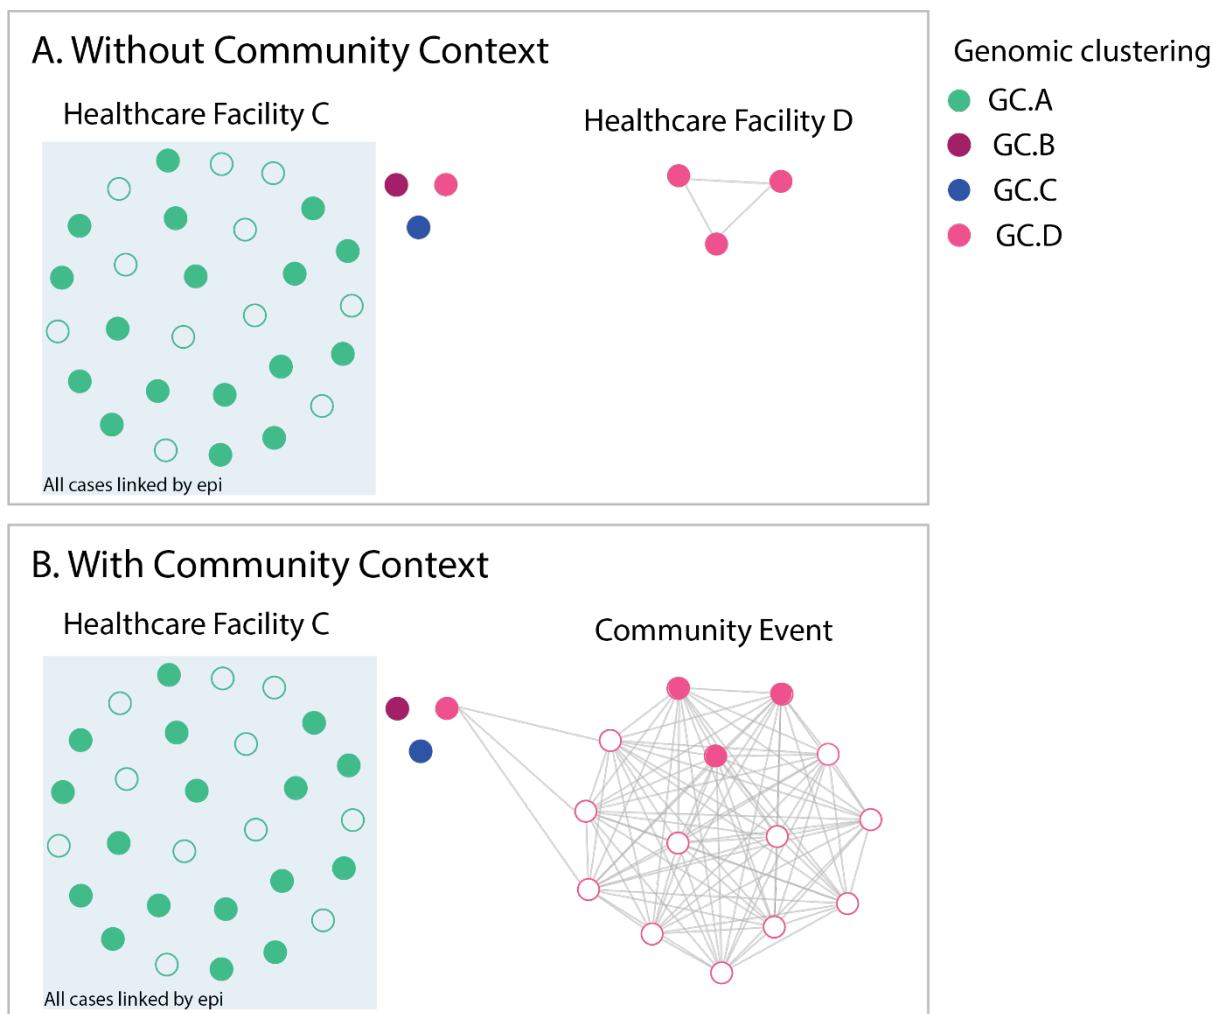 A. Without Community Context
Healthcare Facility C
Healthcare Facility D
All cases linked by epi
Genomic clustering
GC.A
GC.B
GC.C
GC.D
B. With Community Context
Healthcare Facility C
Community Event
All cases linked by epi